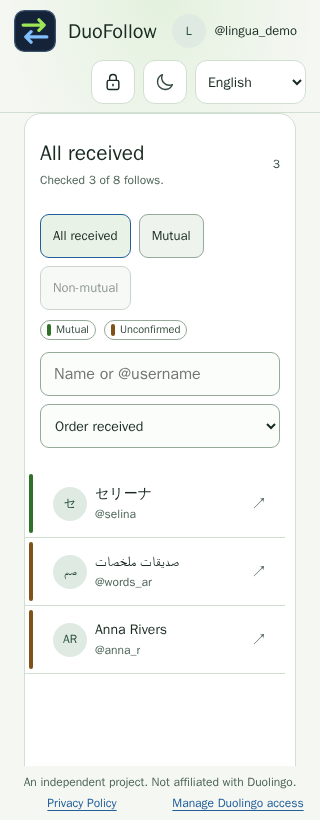 DuoFollow
L
@lingua_demo
English
All received
3
Checked 3 of 8 follows.
All received
Mutual
Non-mutual
Mutual
Unconfirmed
Name or @username
Order received
セ
セリーナ
@selina
↗
صم
صديقات ملخصات
@words_ar
↗
AR
Anna Rivers
@anna_r
↗
An independent project. Not affiliated with Duolingo.
Privacy Policy
Manage Duolingo access